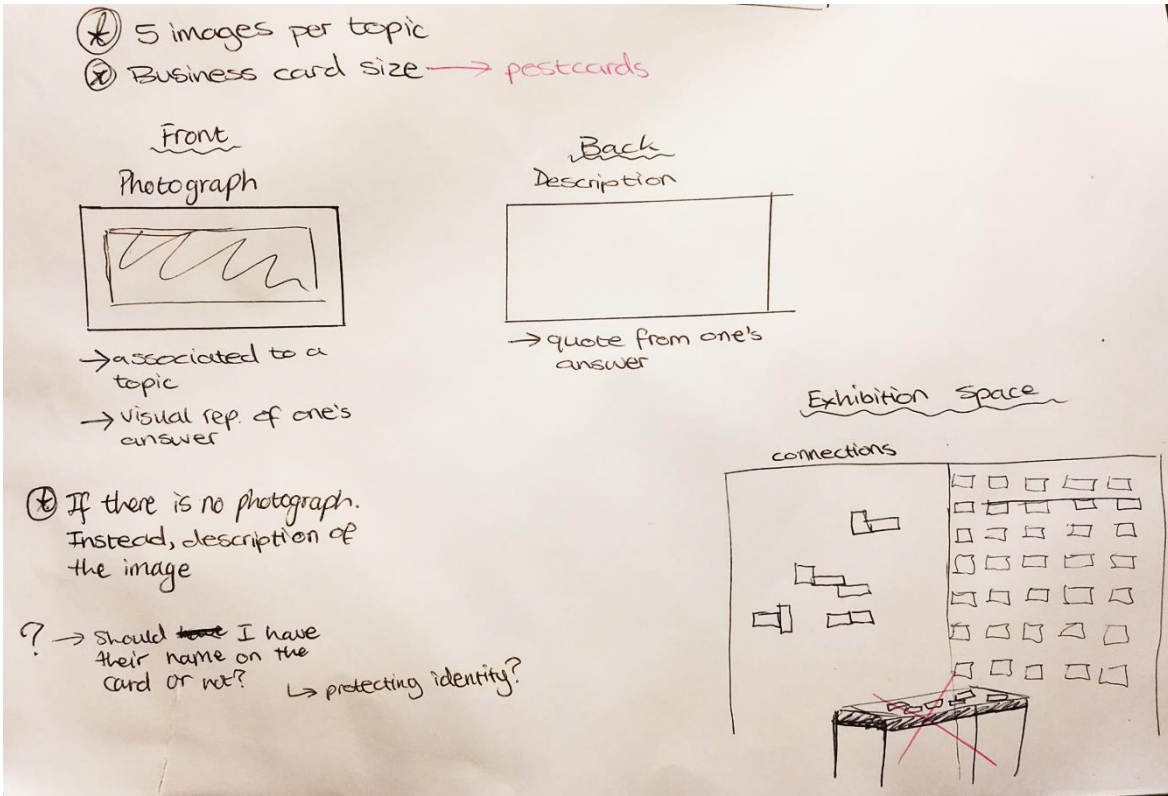 * 5 images per topic
* Business card size → postcards
Front
Photograph
→ associated to a
topic
→ visual rep. of one's
answer
Back
Description
→ quote from one's
answer
* If there is no photograph.
Instead, description of
the image
? → Should I have
their name on the
card or not?
↳ protecting identity?
Exhibition Space
connections